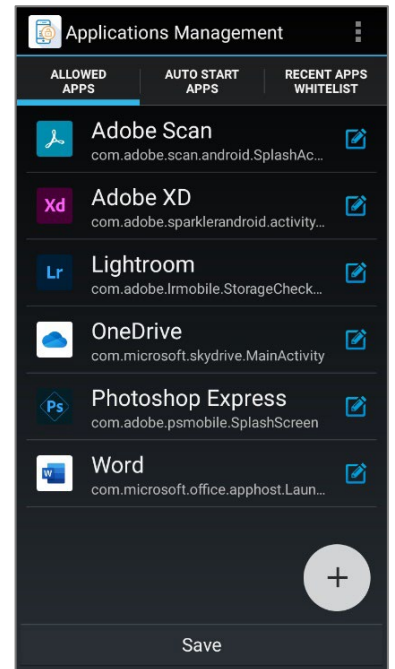 Applications Management
ALLOWED APPS
AUTO START APPS
RECENT APPS WHITELIST
Adobe Scan
com.adobe.scan.android.SplashAc...
Xd
Adobe XD
com.adobe.sparklerandroid.activity...
Lr
Lightroom
com.adobe.lrmobile.StorageCheck...
OneDrive
com.microsoft.skydrive.MainActivity
Ps
Photoshop Express
com.adobe.psmobile.SplashScreen
W
Word
com.microsoft.office.apphost.Laun...
+
Save